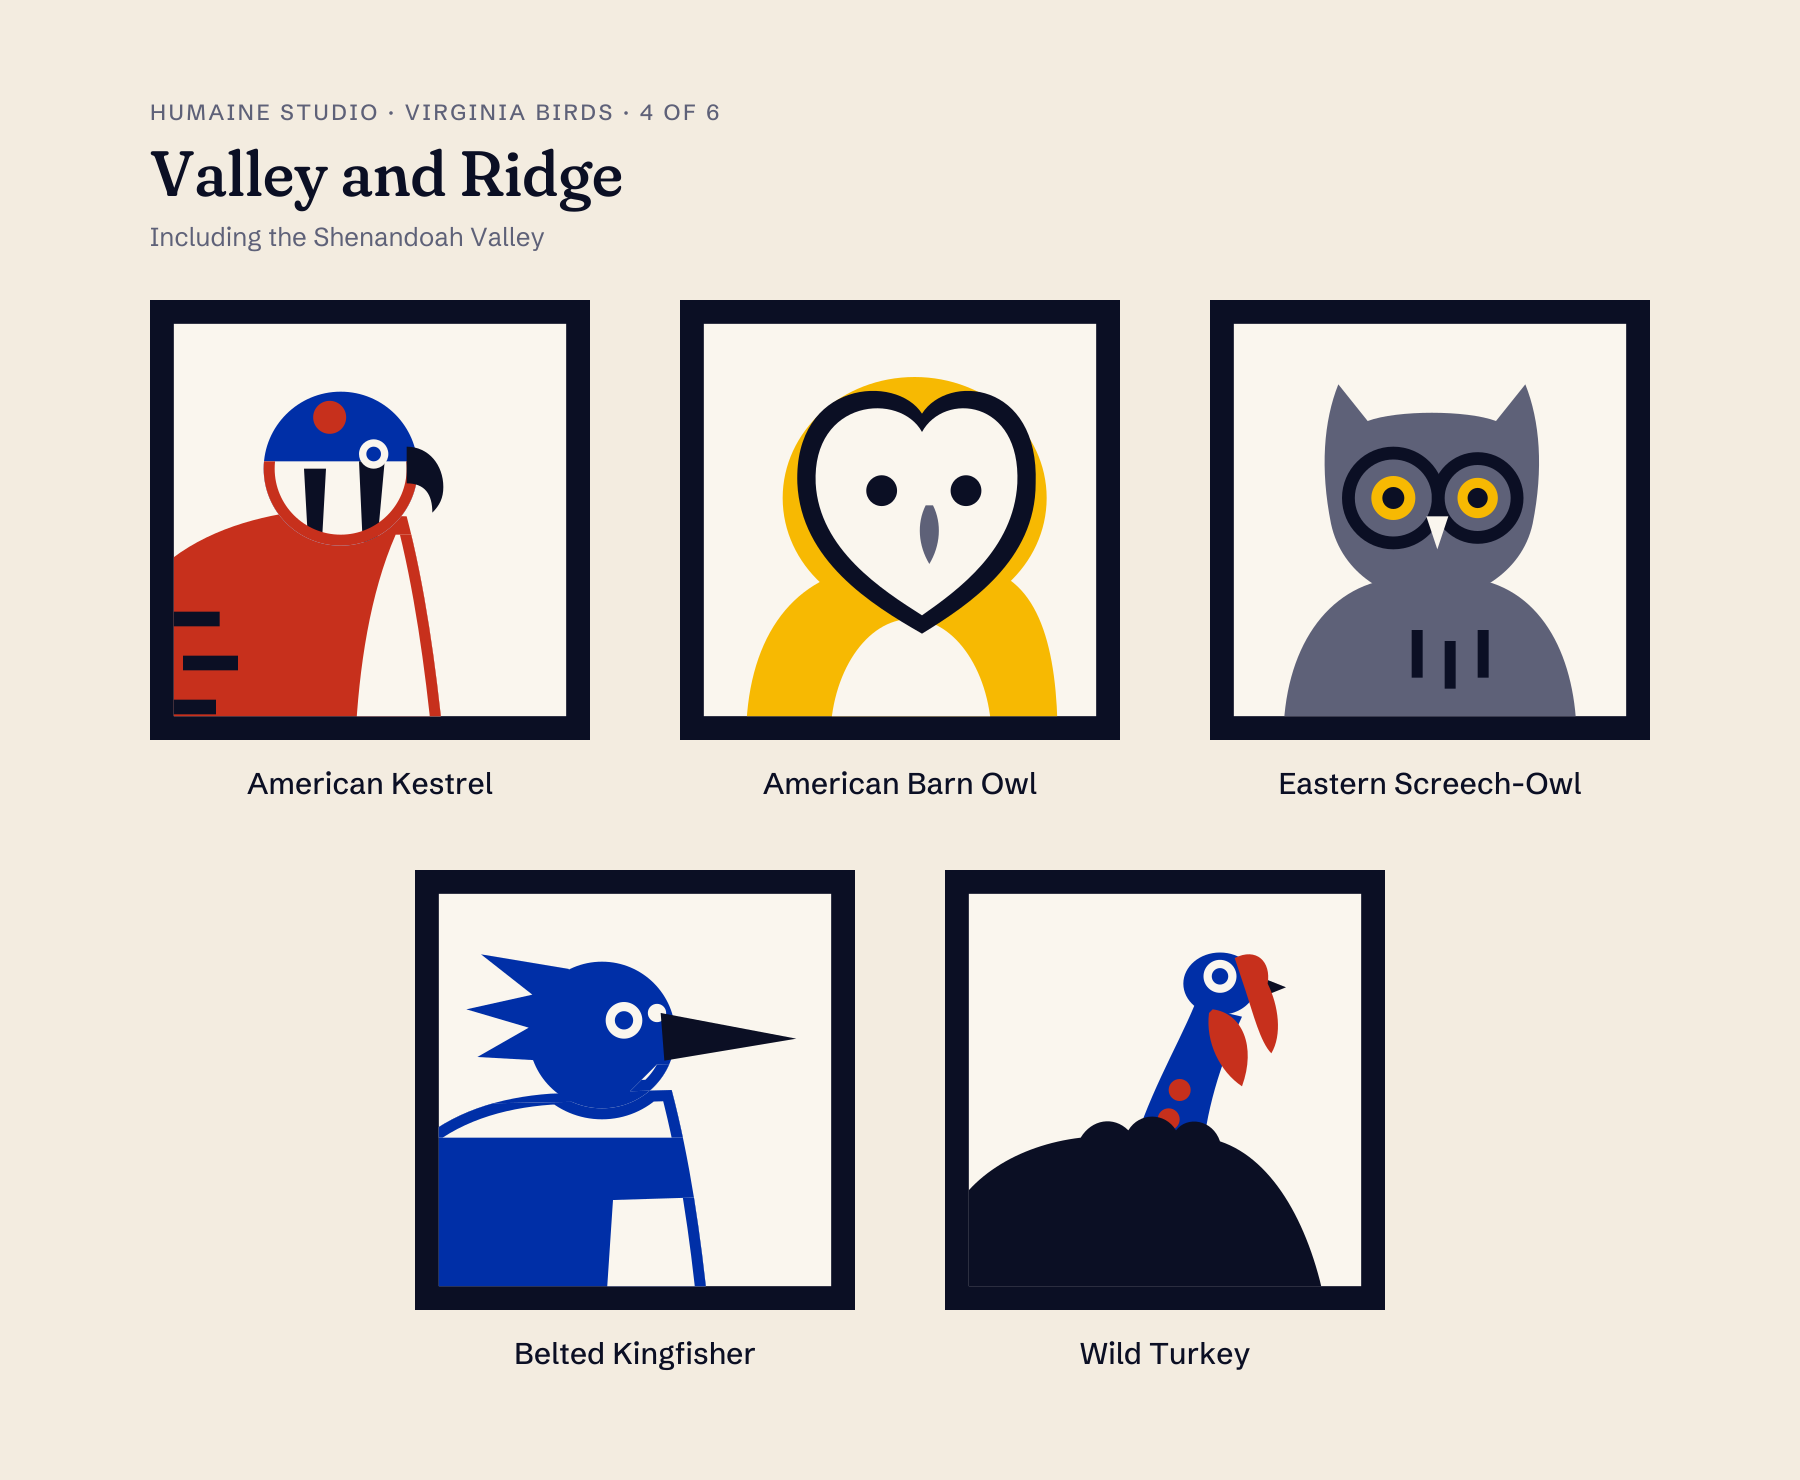 HUMAINE STUDIO · VIRGINIA BIRDS · 4 OF 6
Valley and Ridge
Including the Shenandoah Valley
American Kestrel
American Barn Owl
Eastern Screech-Owl
Belted Kingfisher
Wild Turkey